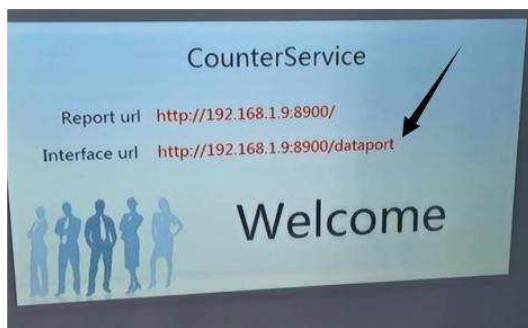 CounterService
Report url http://192.168.1.9:8900/
Interface url http://192.168.1.9:8900/dataport
Welcome